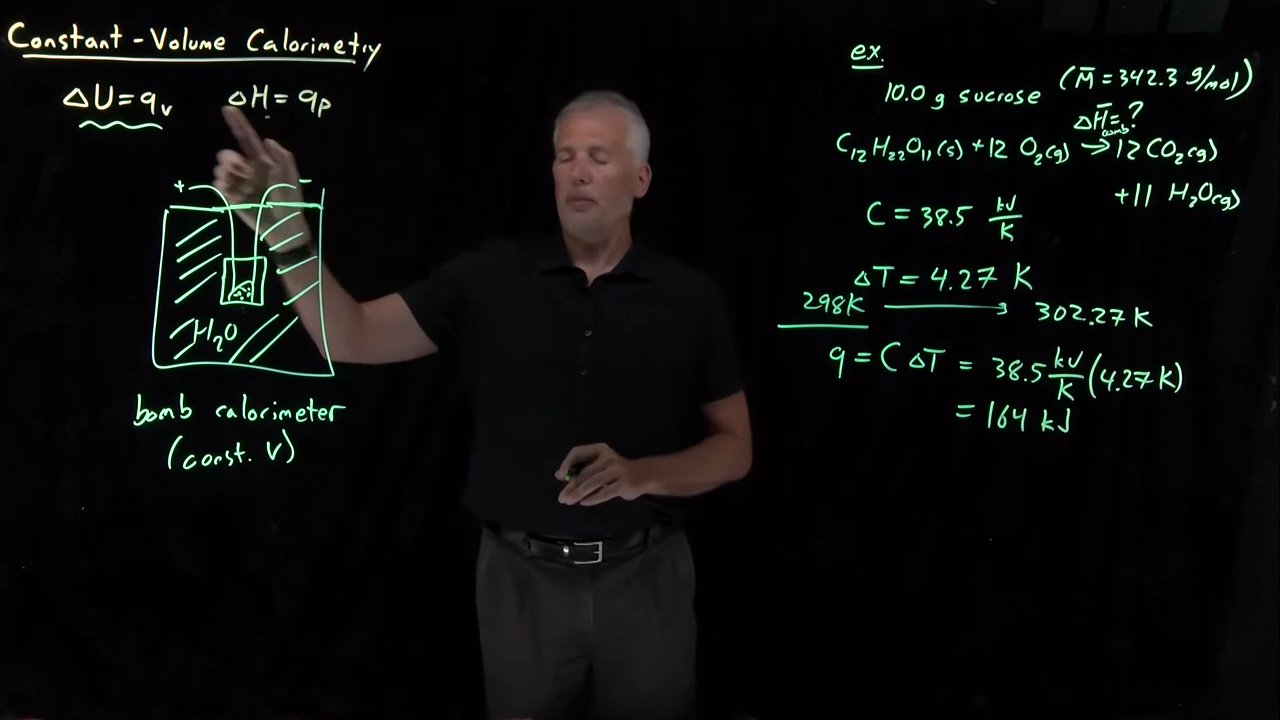 Constant-Volume Calorimetry
ΔU = qᵥ ΔH = qₚ
+ −
H₂O
bomb calorimeter
(const. V)
ex.
10.0 g sucrose (M̄ = 342.3 g/mol)
ΔH̄comb = ?
C₁₂H₂₂O₁₁(s) + 12 O₂(g) → 12 CO₂(g)
+ 11 H₂O(g)
C = 38.5 kJ/K
ΔT = 4.27 K
298K → 302.27K
q = C ΔT = 38.5 kJ/K (4.27 K)
= 164 kJ